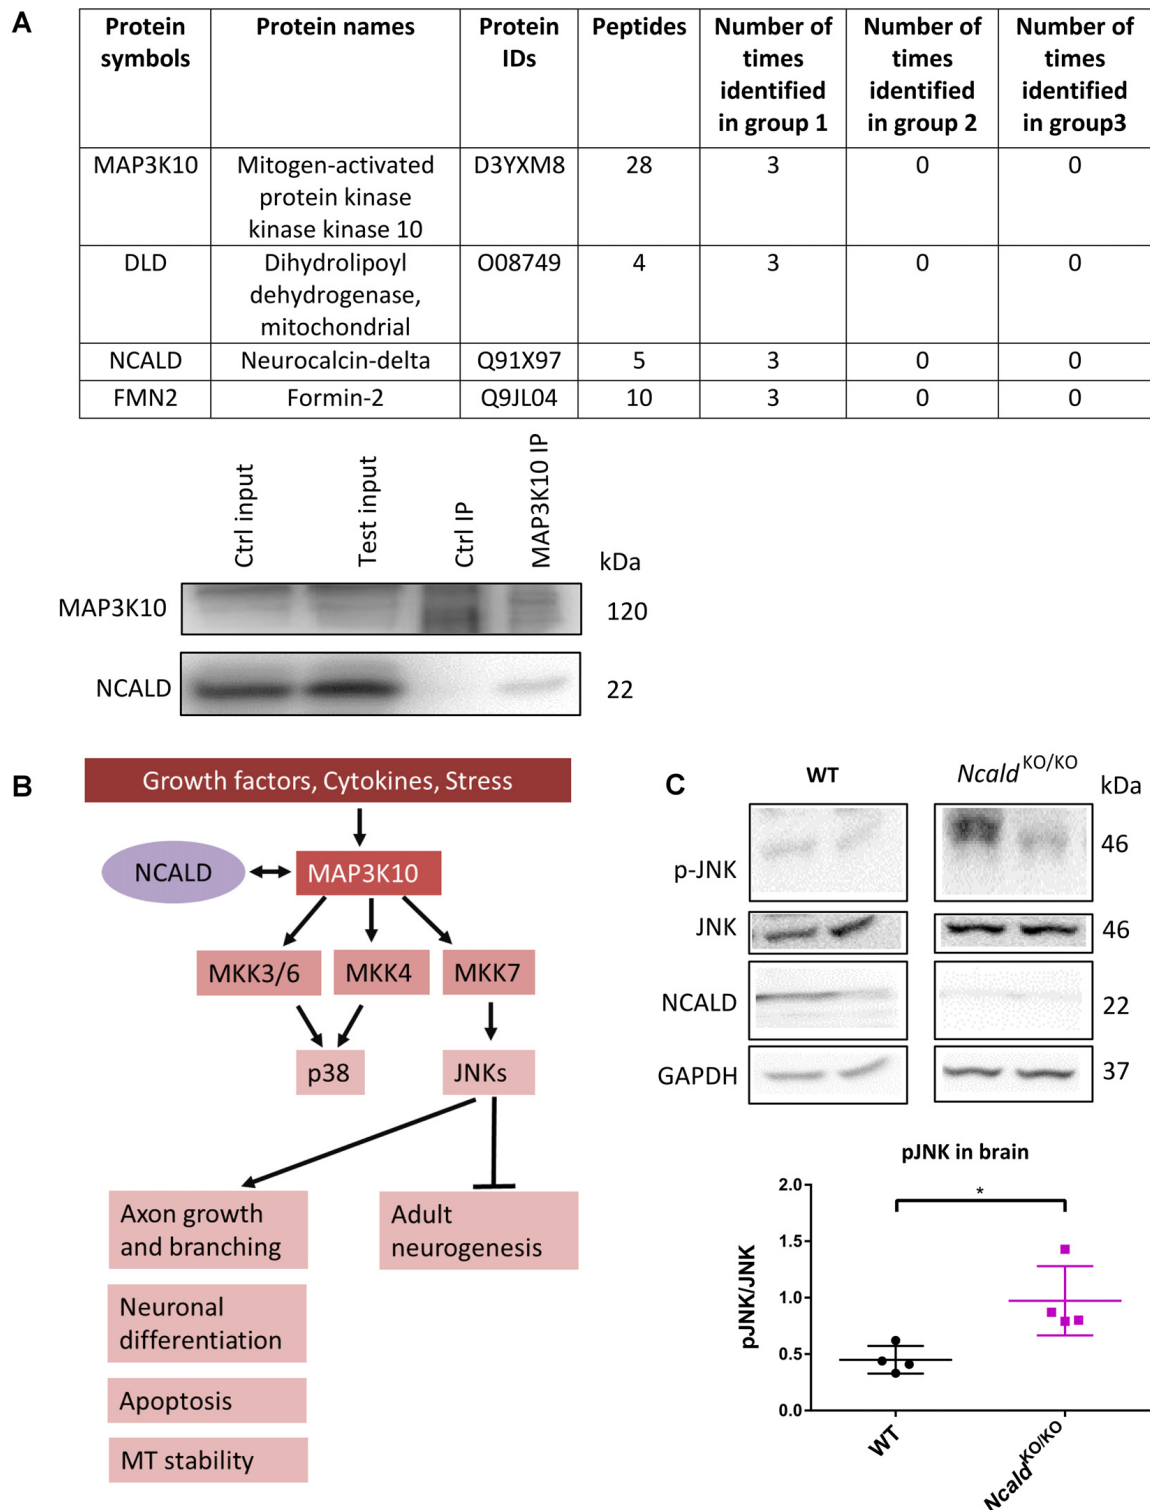 A
Protein symbols Protein names Protein IDs Peptides Number of times identified in group 1 Number of times identified in group 2 Number of times identified in group3
MAP3K10 Mitogen-activated protein kinase kinase kinase 10 D3YXM8 28 3 0 0
DLD Dihydrolipoyl dehydrogenase, mitochondrial O08749 4 3 0 0
NCALD Neurocalcin-delta Q91X97 5 3 0 0
FMN2 Formin-2 Q9JL04 10 3 0 0
Ctrl input
Test input
Ctrl IP
MAP3K10 IP
kDa
MAP3K10 120
NCALD 22
B
Growth factors, Cytokines, Stress
NCALD MAP3K10
MKK3/6 MKK4 MKK7
p38 JNKs
Axon growth
and branching
Adult
neurogenesis
Neuronal
differentiation
Apoptosis
MT stability
C
WT Ncald KO/KO kDa
p-JNK 46
JNK 46
NCALD 22
GAPDH 37
pJNK in brain
*
pJNK/JNK
2.0
1.5
1.0
0.5
0.0
WT
Ncald KO/KO